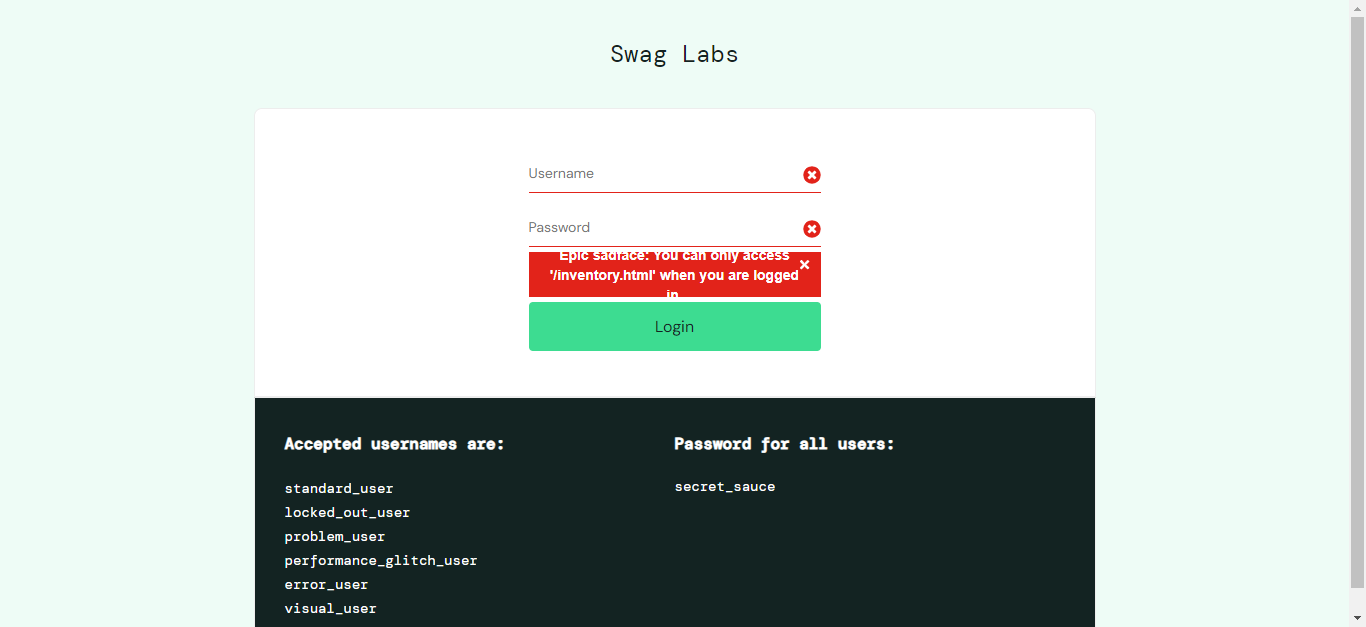 Swag Labs
Username
Password
Epic sadface: You can only access
'/inventory.html' when you are logged
in
Login
Accepted usernames are:
standard_user
locked_out_user
problem_user
performance_glitch_user
error_user
visual_user
Password for all users:
secret_sauce